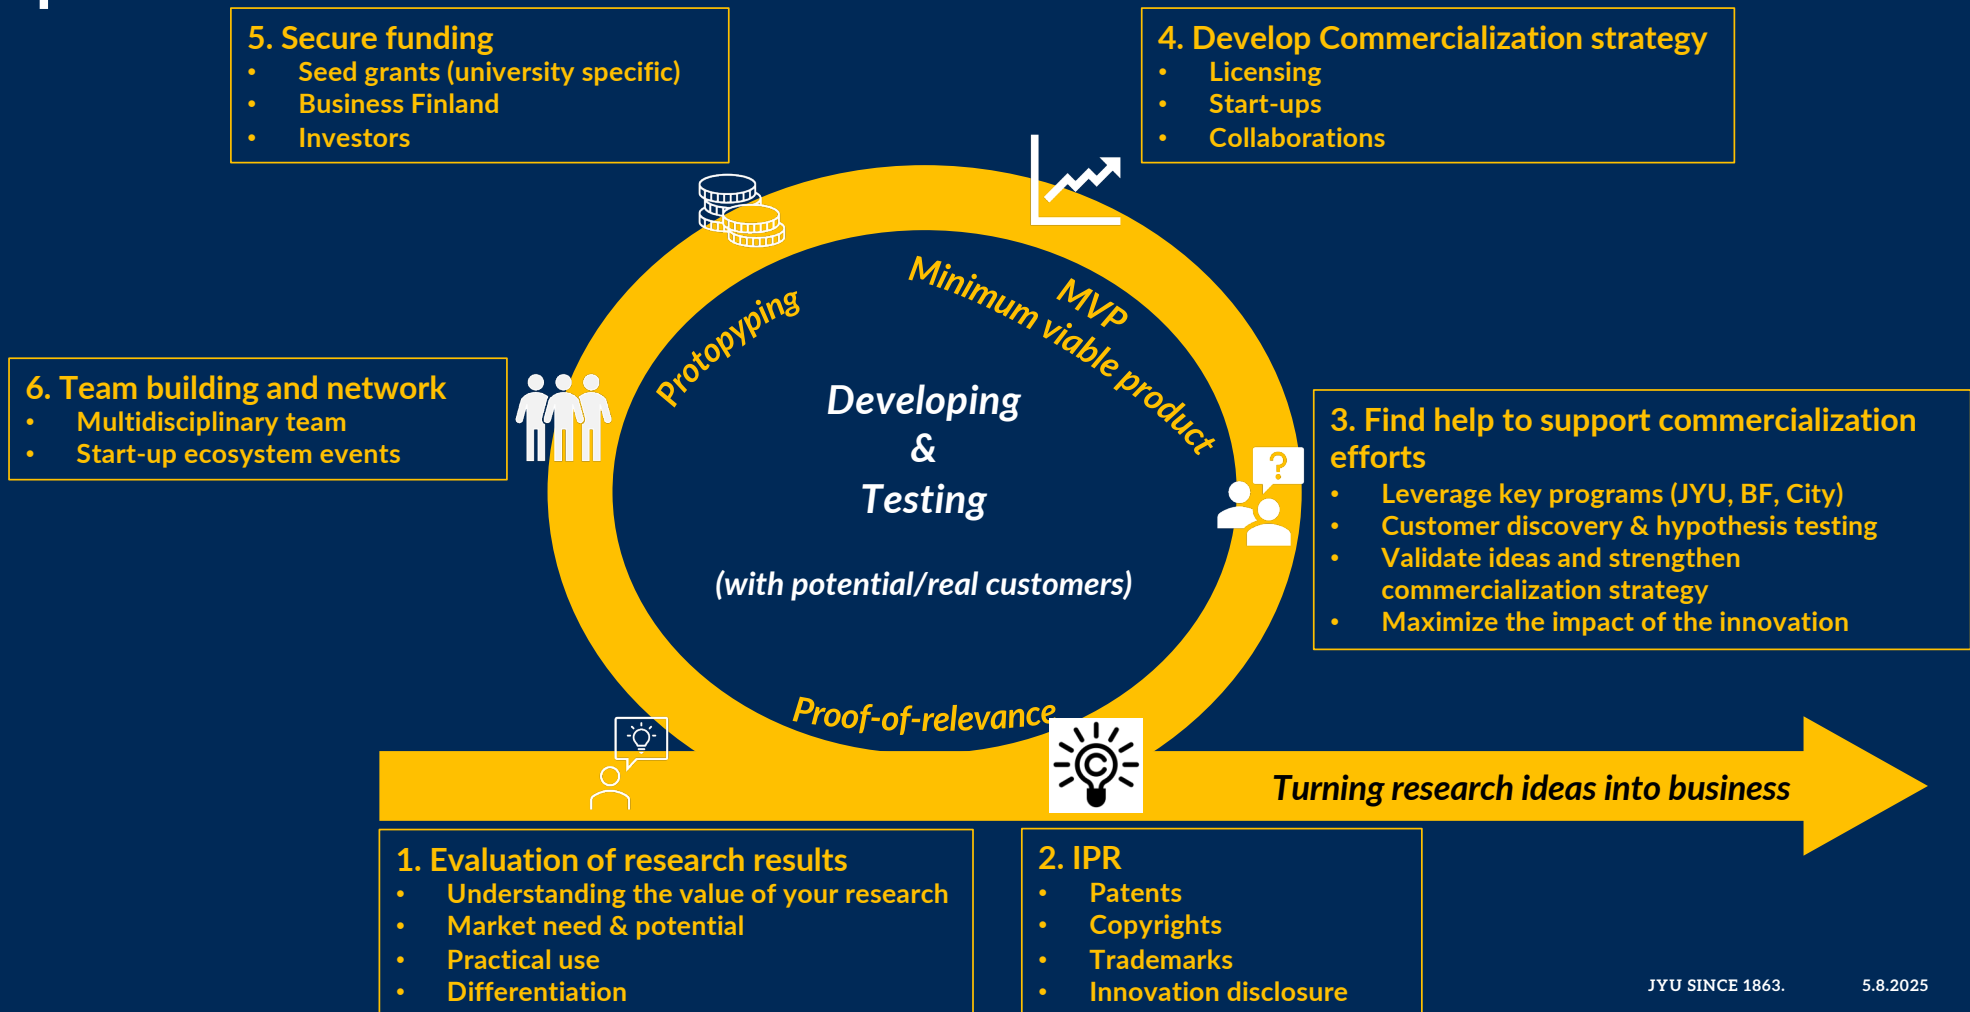 5. Secure funding
• Seed grants (university specific)
• Business Finland
• Investors
4. Develop Commercialization strategy
• Licensing
• Start-ups
• Collaborations
MVP
Minimum viable product
Protopyping
6. Team building and network
• Multidisciplinary team
• Start-up ecosystem events
Developing
&
Testing
(with potential/real customers)
?
3. Find help to support commercialization
efforts
• Leverage key programs (JYU, BF, City)
• Customer discovery & hypothesis testing
• Validate ideas and strengthen
commercialization strategy
• Maximize the impact of the innovation
Proof-of-relevance
C
Turning research ideas into business
1. Evaluation of research results
• Understanding the value of your research
• Market need & potential
• Practical use
• Differentiation
2. IPR
• Patents
• Copyrights
• Trademarks
• Innovation disclosure
JYU SINCE 1863.
5.8.2025